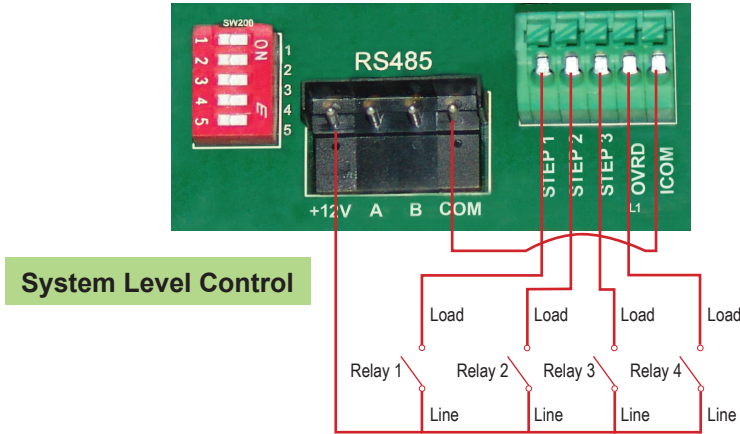 SW200
ON
1
2
3
4
5
1
2
3
4
5
E
RS485
+12V A B COM
STEP 1
STEP 2
STEP 3
OVRD
ICOM
L1
System Level Control
Load Load Load Load
Relay 1 Relay 2 Relay 3 Relay 4
Line Line Line Line